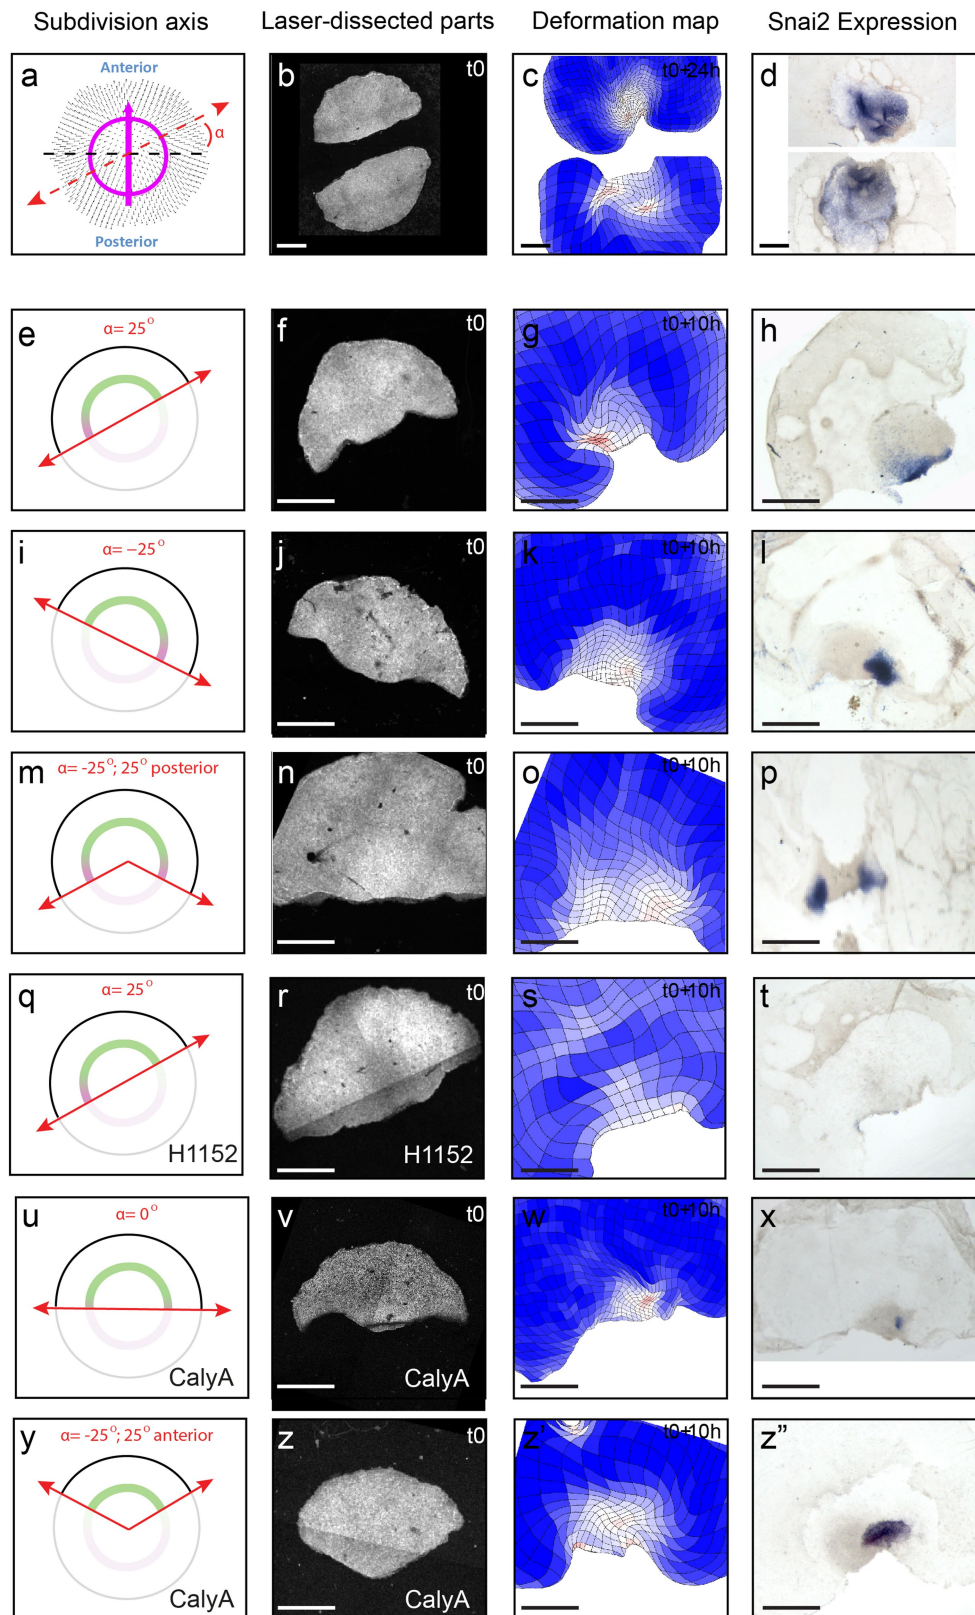 Subdivision axis
Laser-dissected parts
Deformation map
Snai2 Expression
a
Anterior
α
Posterior
b
t0
c
t0+24h
d
e
α= 25°
f
t0
g
t0+10h
h
i
α= −25°
j
t0
k
t0+10h
l
m
α= -25°; 25° posterior
n
t0
o
t0+10h
p
q
α= 25°
H1152
r
t0
H1152
s
t0+10h
t
u
α= 0°
CalyA
v
t0
CalyA
w
t0+10h
x
y
α= -25°; 25° anterior
CalyA
z
t0
CalyA
z'
t0+10h
z"